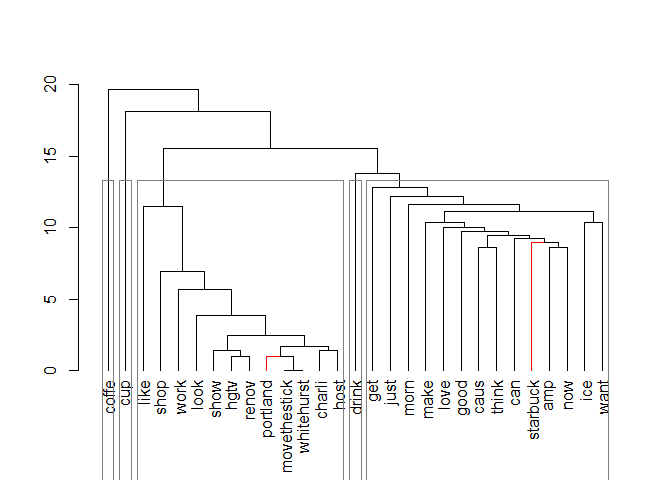 20
15
10
5
0
coffe
cup
like
shop
work
look
show
hgtv
renov
portland
movethestick
whitehurst
charli
host
drink
get
just
morn
make
love
good
caus
think
can
starbuck
amp
now
ice
want